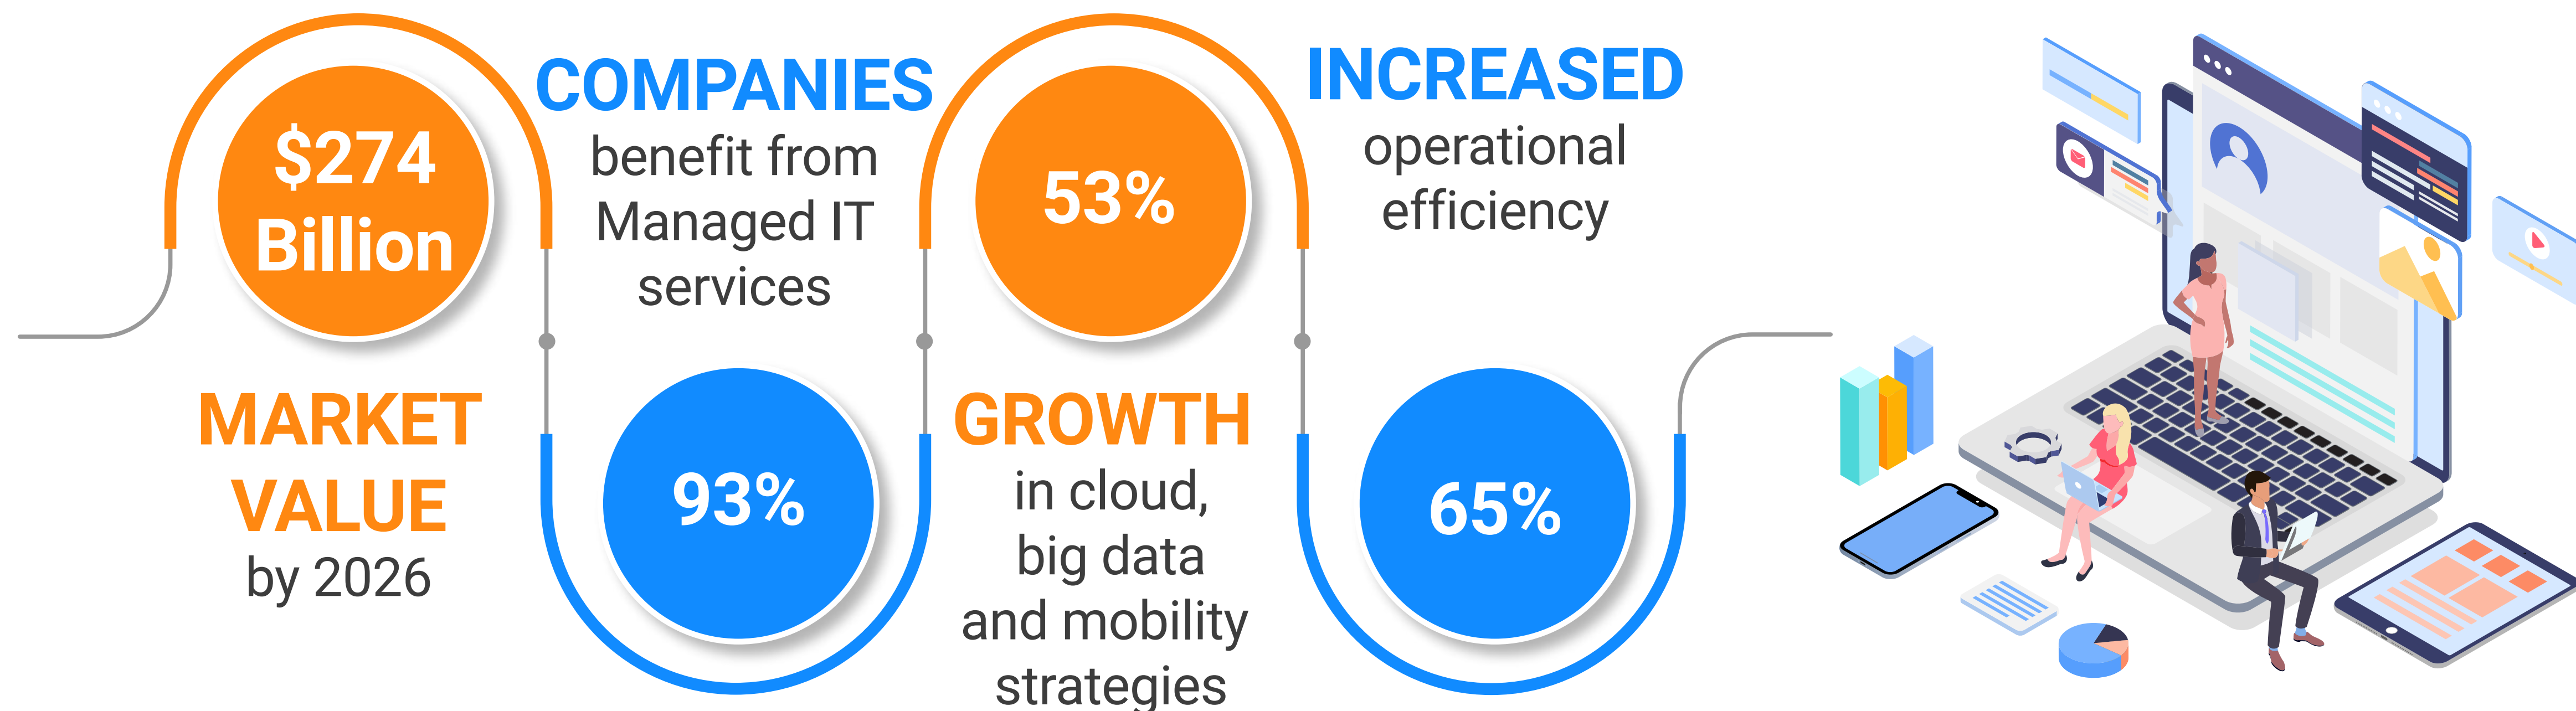 $274
Billion
MARKET
VALUE
by 2026
COMPANIES
benefit from
Managed IT
services
93%
53%
GROWTH
in cloud,
big data
and mobility
strategies
INCREASED
operational
efficiency
65%